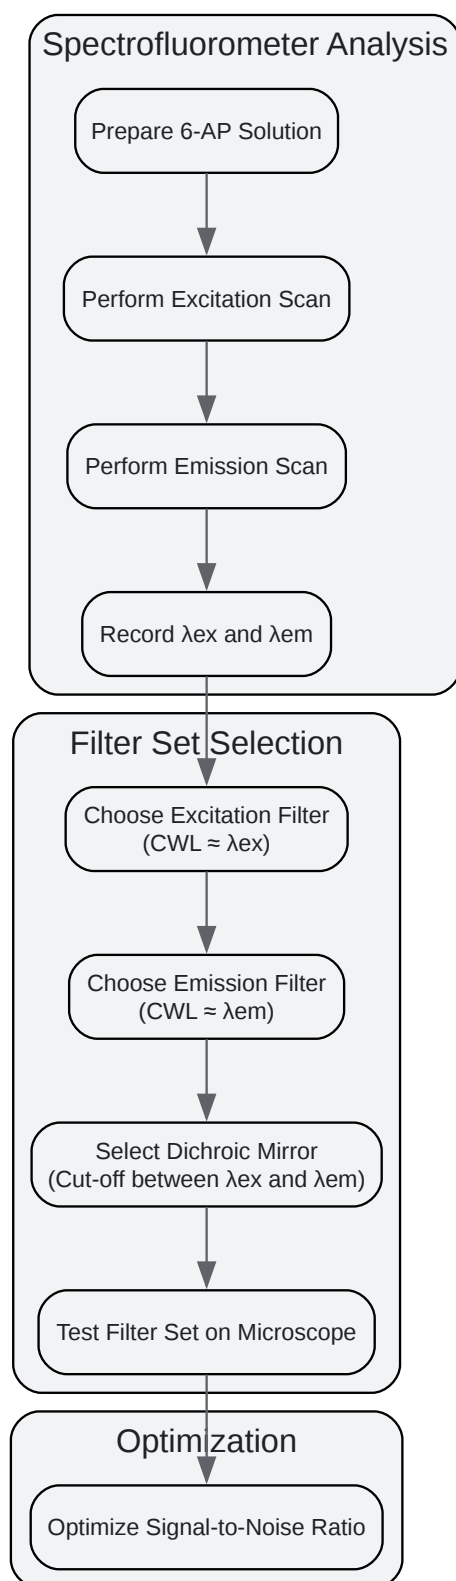 Spectrofluorometer Analysis
Prepare 6-AP Solution
Perform Excitation Scan
Perform Emission Scan
Record λex and λem
Filter Set Selection
Choose Excitation Filter
(CWL ≈ λex)
Choose Emission Filter
(CWL ≈ λem)
Select Dichroic Mirror
(Cut-off between λex and λem)
Test Filter Set on Microscope
Optimization
Optimize Signal-to-Noise Ratio